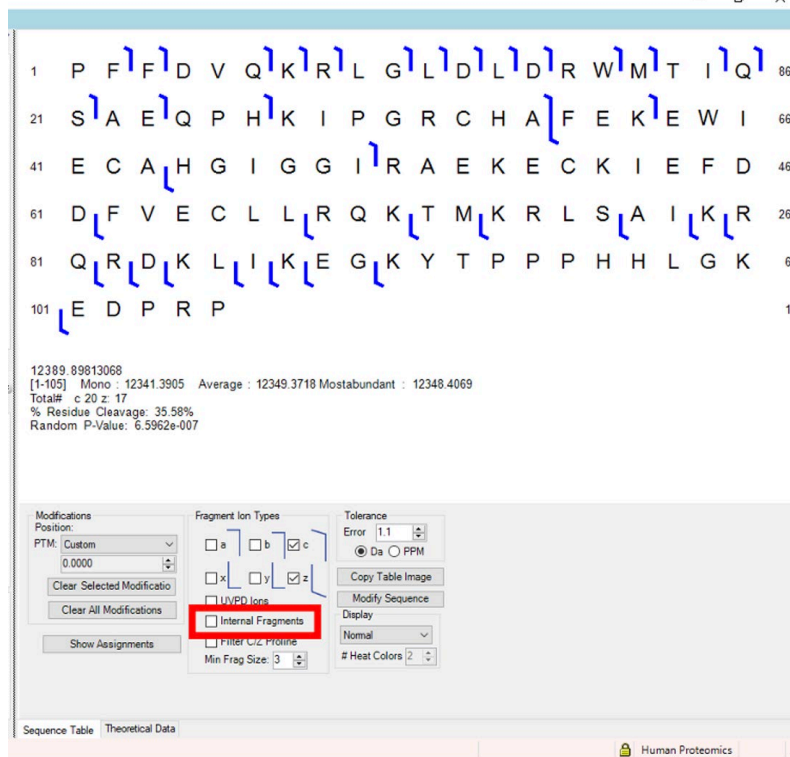 1 P F F D V Q K R L G L D L D R W M T I Q 86
21 S A E Q P H K I P G R C H A F E K E W I 66
41 E C A H G I G G I R A E K E C K I E F D 46
61 D F V E C L L R Q K T M K R L S A I K R 26
81 Q R D K L I K E G K Y T P P P H H L G K 6
101 E D P R P 1
12389.89813068
[1-105] Mono : 12341.3905 Average : 12349.3718 Mostabundant : 12348.4069
Total# c 20 z: 17
% Residue Cleavage: 35.58%
Random P-Value: 6.5962e-007
Modifications
Position:
PTM: Custom
0.0000
Clear Selected Modificatio
Clear All Modifications
Show Assignments
Fragment Ion Types
a b c
x y z
UVPD Ions
Internal Fragments
Filter C/Z Proline
Min Frag Size: 3
Tolerance
Error 1.1
Da PPM
Copy Table Image
Modify Sequence
Display
Normal
# Heat Colors 2
Sequence Table Theoretical Data
Human Proteomics